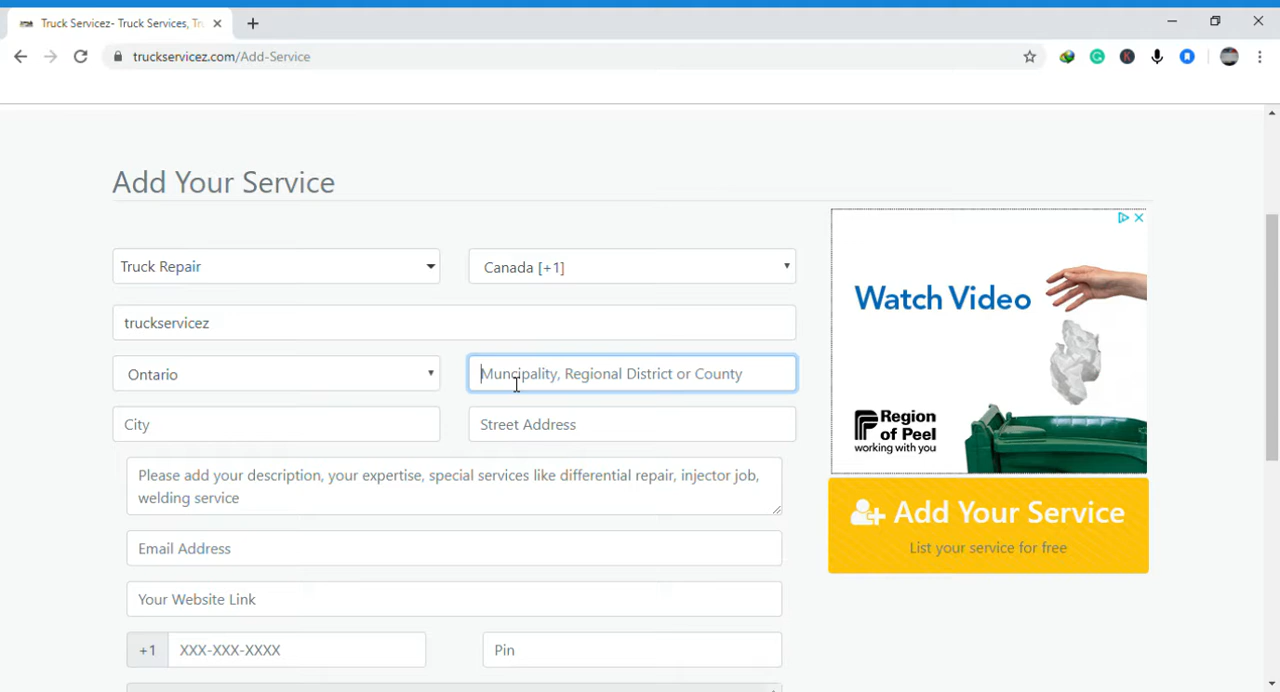 Truck Servicez- Truck Services, Tr
truckservicez.com/Add-Service
Add Your Service
Truck Repair
Canada [+1]
truckservicez
Ontario
Muncipality, Regional District or County
City
Street Address
Please add your description, your expertise, special services like differential repair, injector job,
welding service
Email Address
Your Website Link
+1
XXX-XXX-XXXX
Pin
Watch Video
Region
of Peel
working with you
Add Your Service
List your service for free